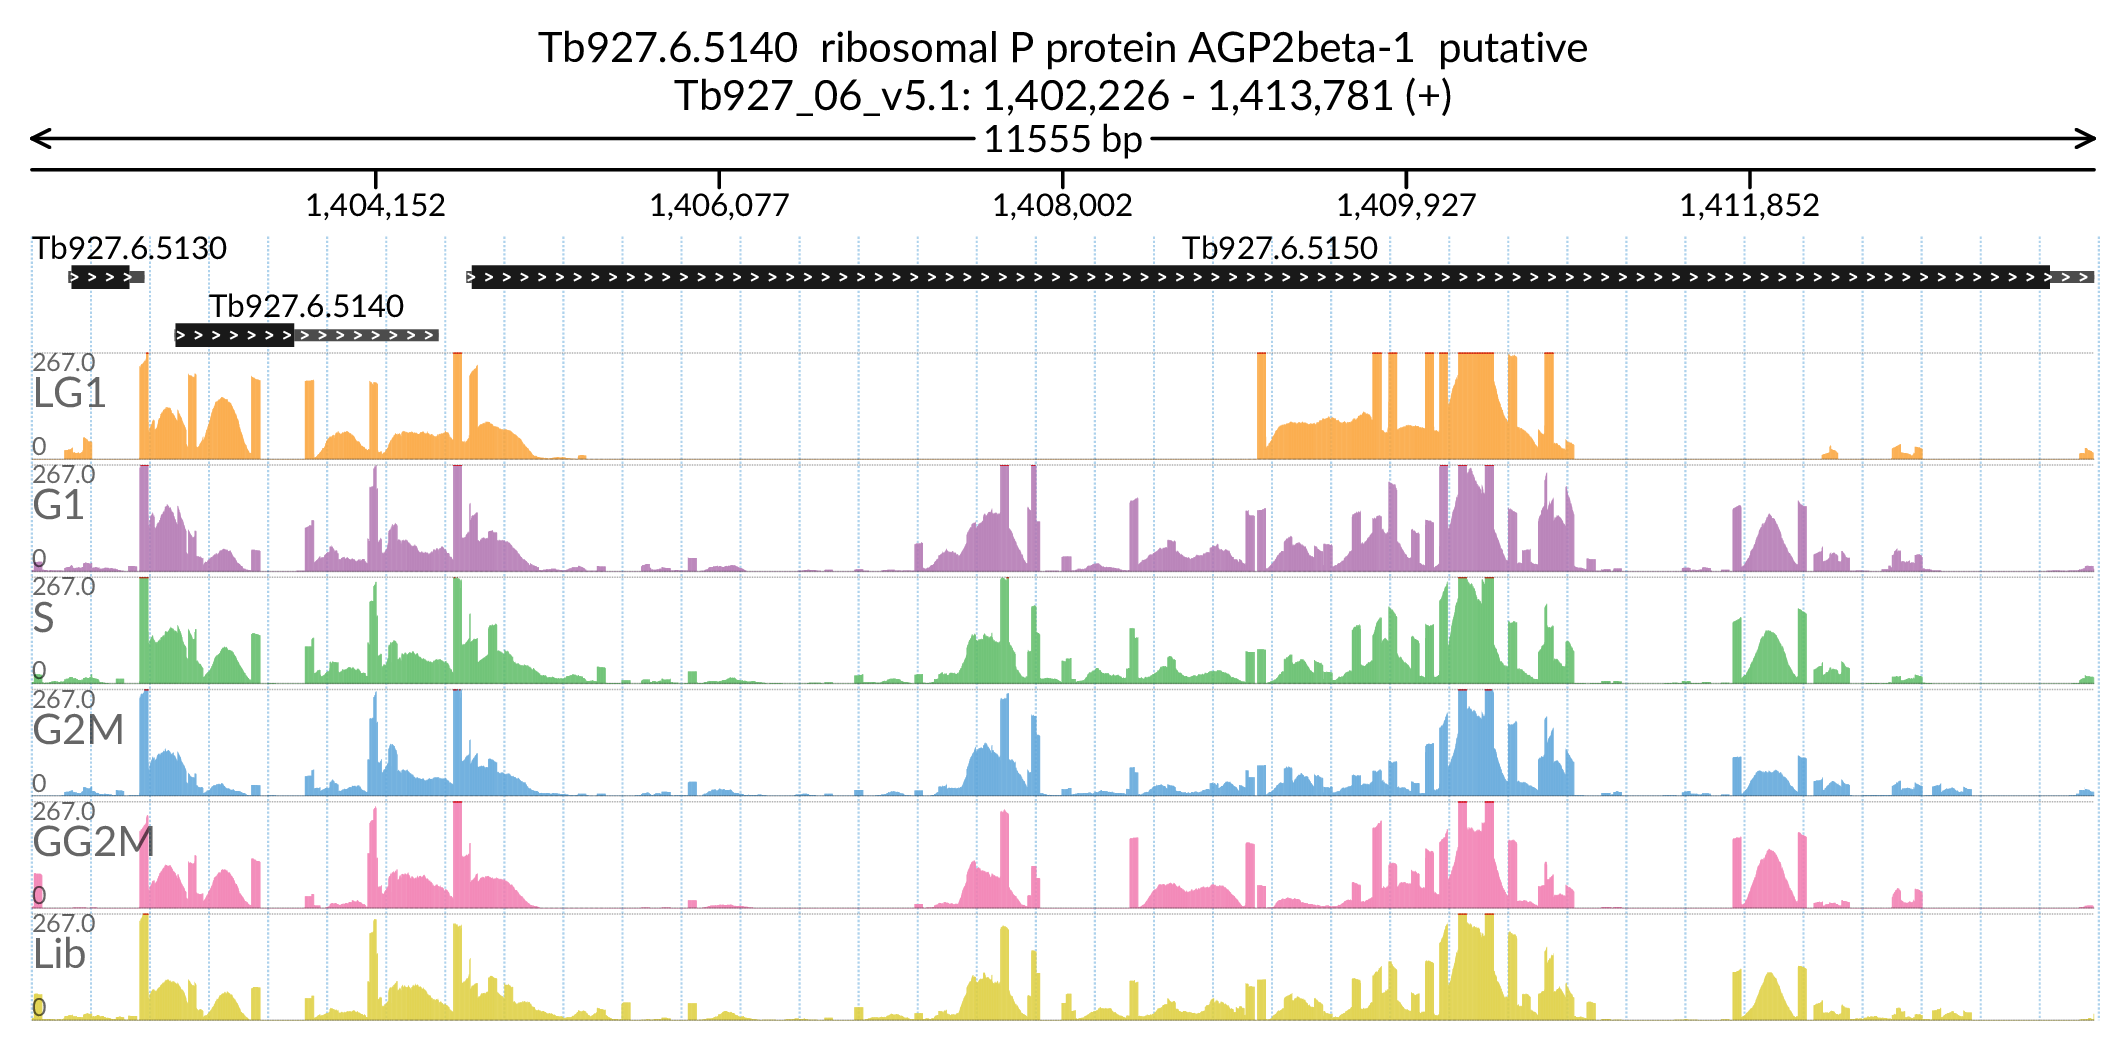 Tb927.6.5140  ribosomal P protein AGP2beta-1  putative
Tb927_06_v5.1: 1,402,226 - 1,413,781 (+)
11555 bp
1,404,152 1,406,077 1,408,002 1,409,927 1,411,852
Tb927.6.5130 Tb927.6.5150
Tb927.6.5140
267.0
LG1
0
267.0
G1
0
267.0
S
0
267.0
G2M
0
267.0
GG2M
0
267.0
Lib
0